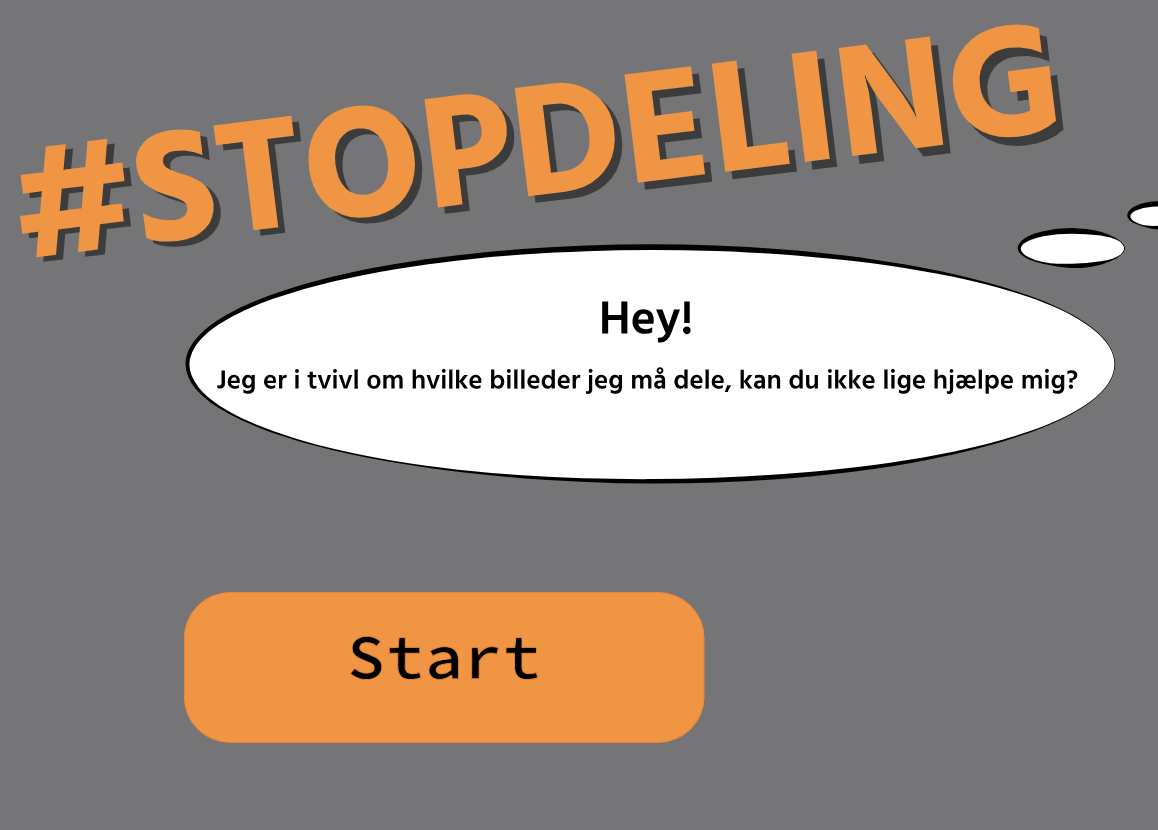 #STOPDELING
Hey!
Jeg er i tvivl om hvilke billeder jeg må dele, kan du ikke lige hjælpe mig?
Start